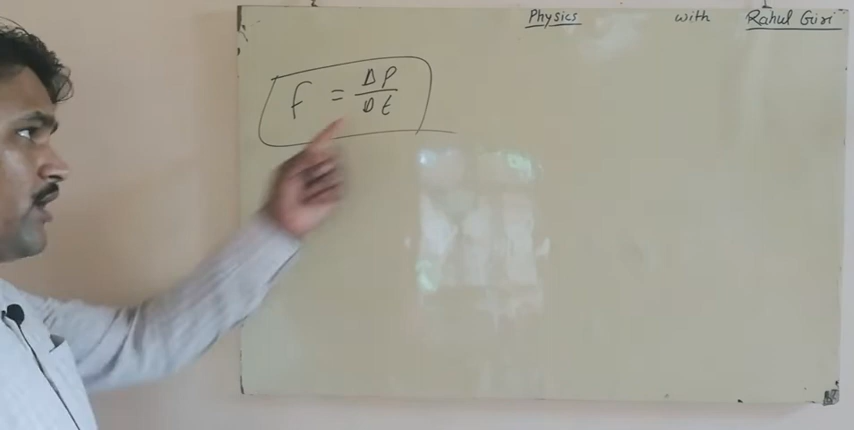 Physics with Rahul Giri
F = ΔP
Δt